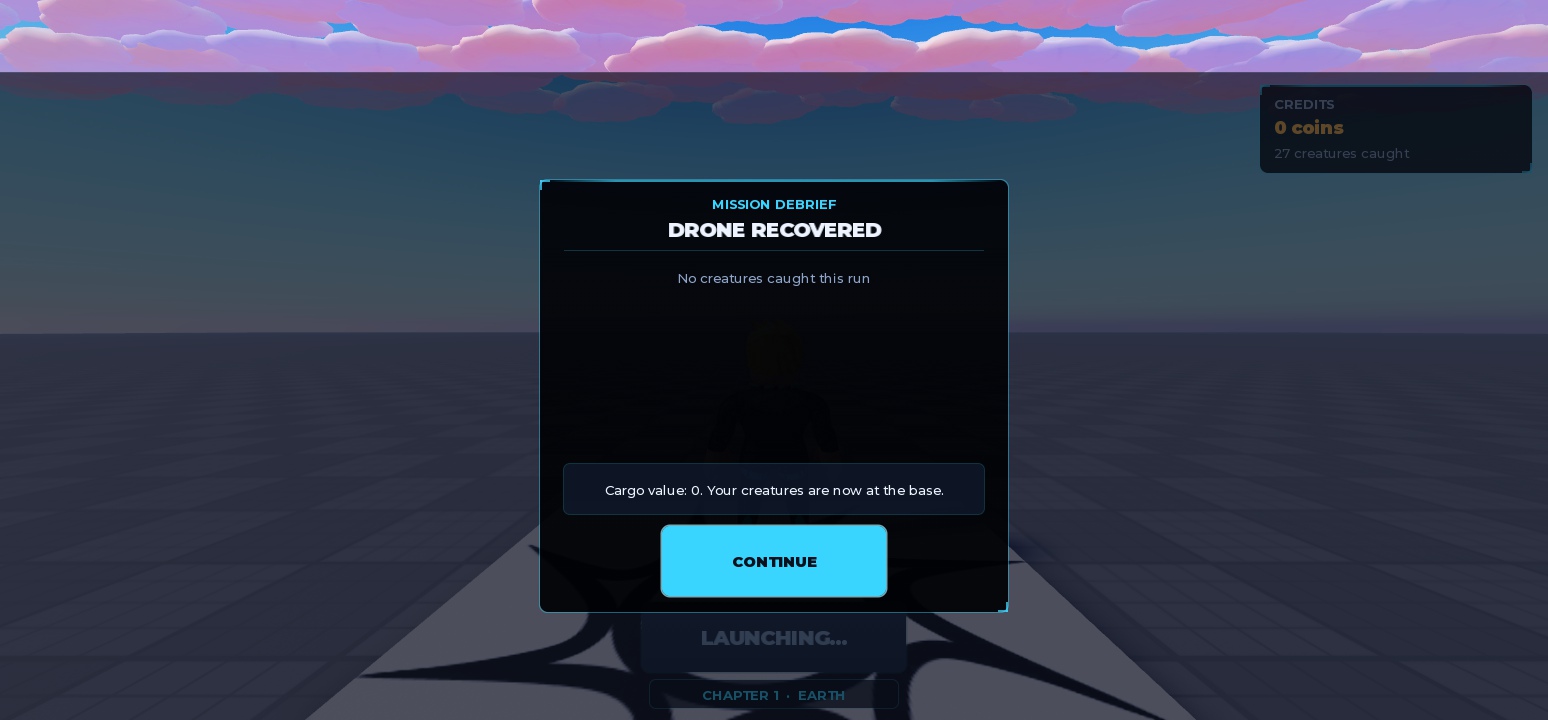 CREDITS
0 coins
27 creatures caught
MISSION DEBRIEF
DRONE RECOVERED
No creatures caught this run
Cargo value: 0. Your creatures are now at the base.
CONTINUE
LAUNCHING...
CHAPTER 1 · EARTH